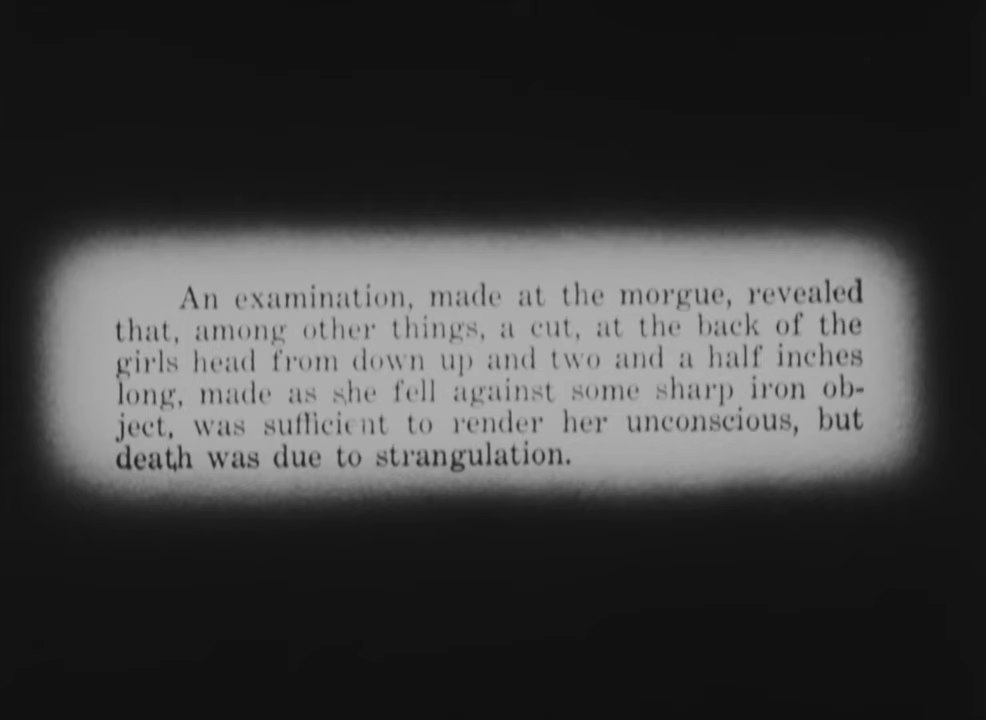 An examination, made at the morgue, revealed
that, among other things, a cut, at the back of the
girls head from down up and two and a half inches
long, made as she fell against some sharp iron ob-
ject, was sufficient to render her unconscious, but
death was due to strangulation.